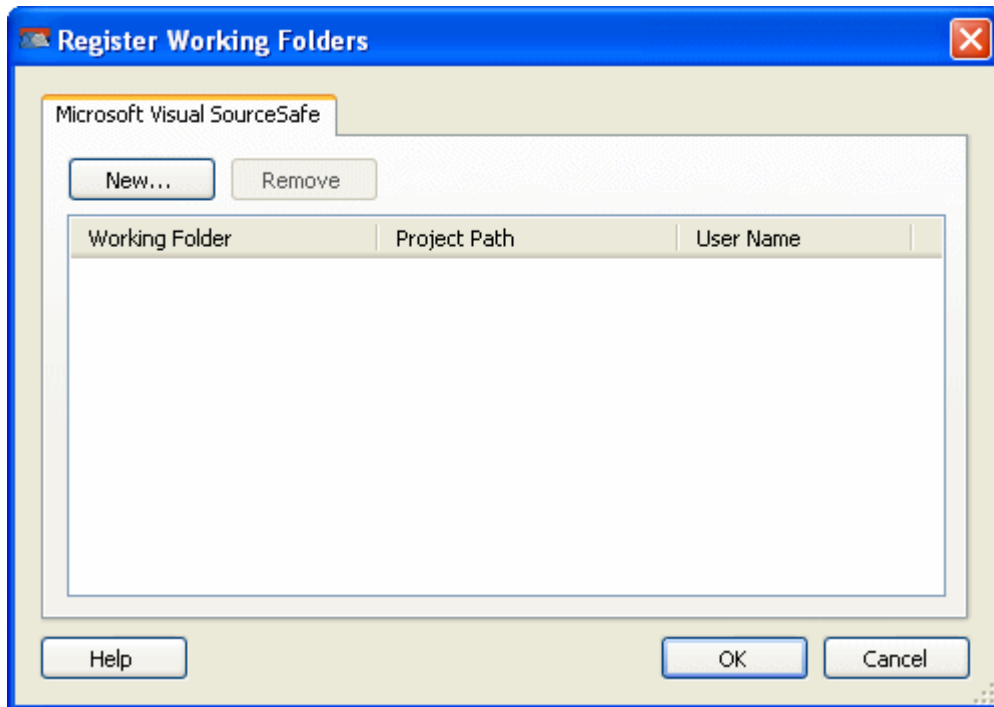 Register Working Folders
Microsoft Visual SourceSafe
New... Remove
Working Folder Project Path User Name
Help OK Cancel